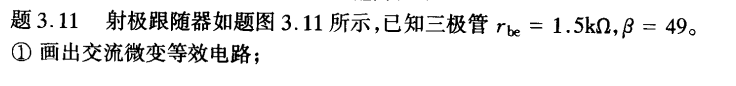 题 3.11 射极跟随器如题图 3.11 所示,已知三极管 r_be = 1.5kΩ,β = 49。
① 画出交流微变等效电路;